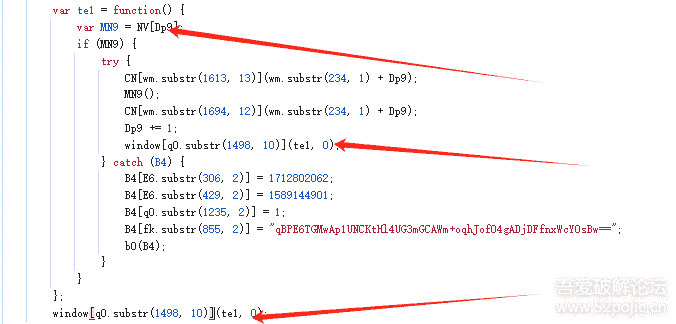 var te1 = function() {
var MN9 = NV[Dp9];
if (MN9) {
try {
CN[wm.substr(1613, 13)](wm.substr(234, 1) + Dp9);
MN9();
CN[wm.substr(1694, 12)](wm.substr(234, 1) + Dp9);
Dp9 += 1;
window[q0.substr(1498, 10)](te1, 0);
} catch (B4) {
B4[E6.substr(306, 2)] = 1712802062;
B4[E6.substr(429, 2)] = 1589144901;
B4[q0.substr(1235, 2)] = 1;
B4[fk.substr(855, 2)] = "qBPE6TGMwAp1UNCKtHl4UG3mGCAWm+oqhJof04gADjDFfnxWcYOsBw==";
b0(B4);
}
}
};
window[q0.substr(1498, 10)](te1, 0);
吾爱破解论坛
www.52pojie.cn